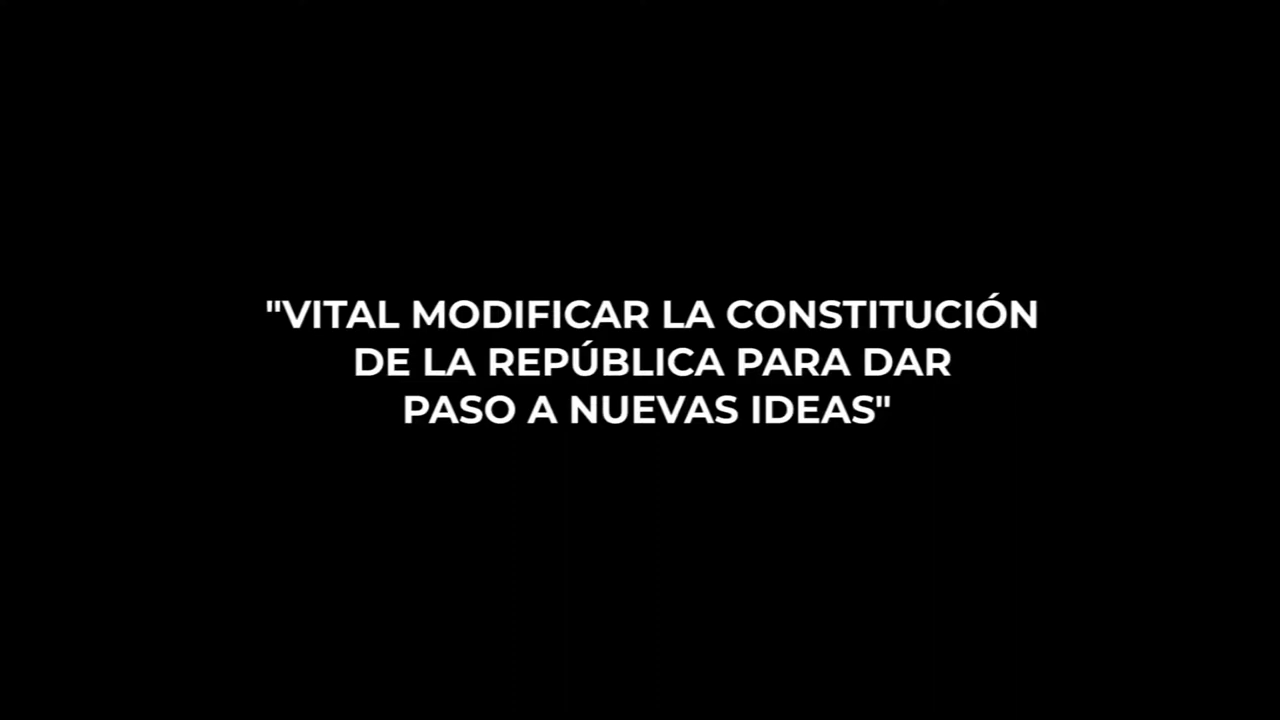 "VITAL MODIFICAR LA CONSTITUCIÓN
DE LA REPÚBLICA PARA DAR
PASO A NUEVAS IDEAS"